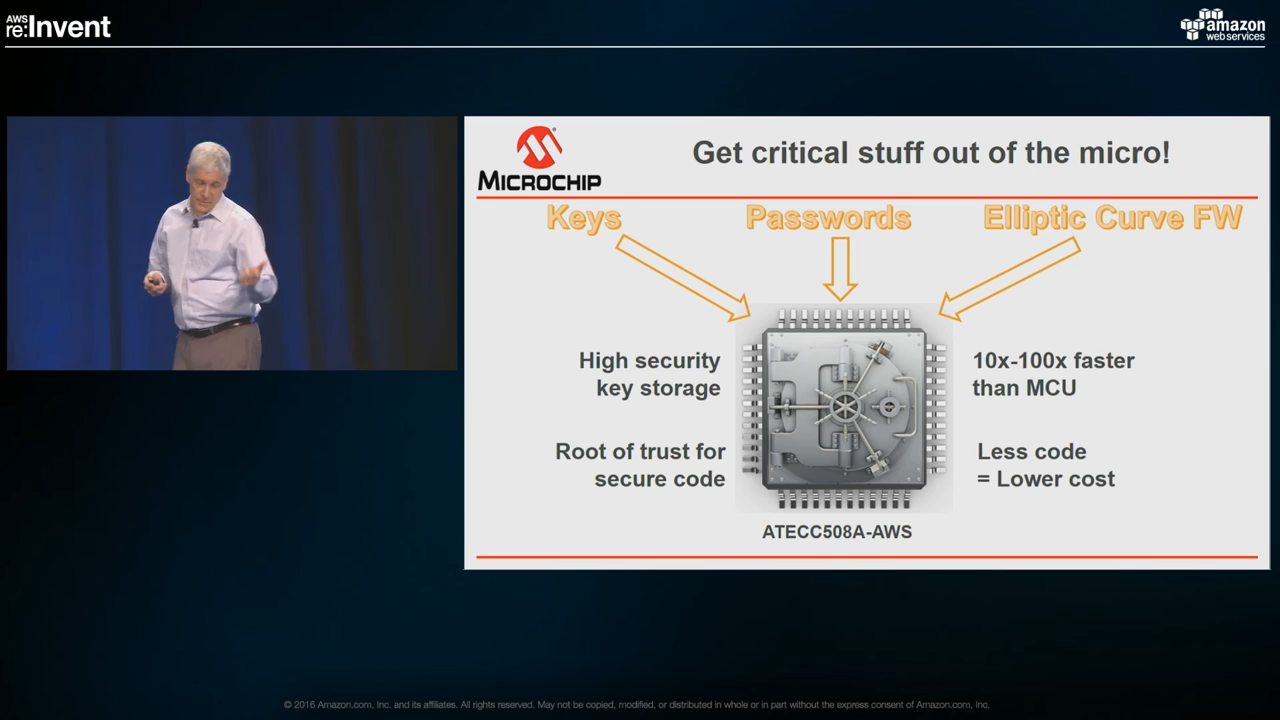 AWS
re:Invent
amazon
web services
MICROCHIP
Get critical stuff out of the micro!
Keys
Passwords
Elliptic Curve FW
High security
key storage
10x-100x faster
than MCU
Root of trust for
secure code
Less code
= Lower cost
ATECC508A-AWS
© 2016 Amazon.com, Inc. and its affiliates. All rights reserved. May not be copied, modified, or distributed in whole or in part without the express consent of Amazon.com, Inc.